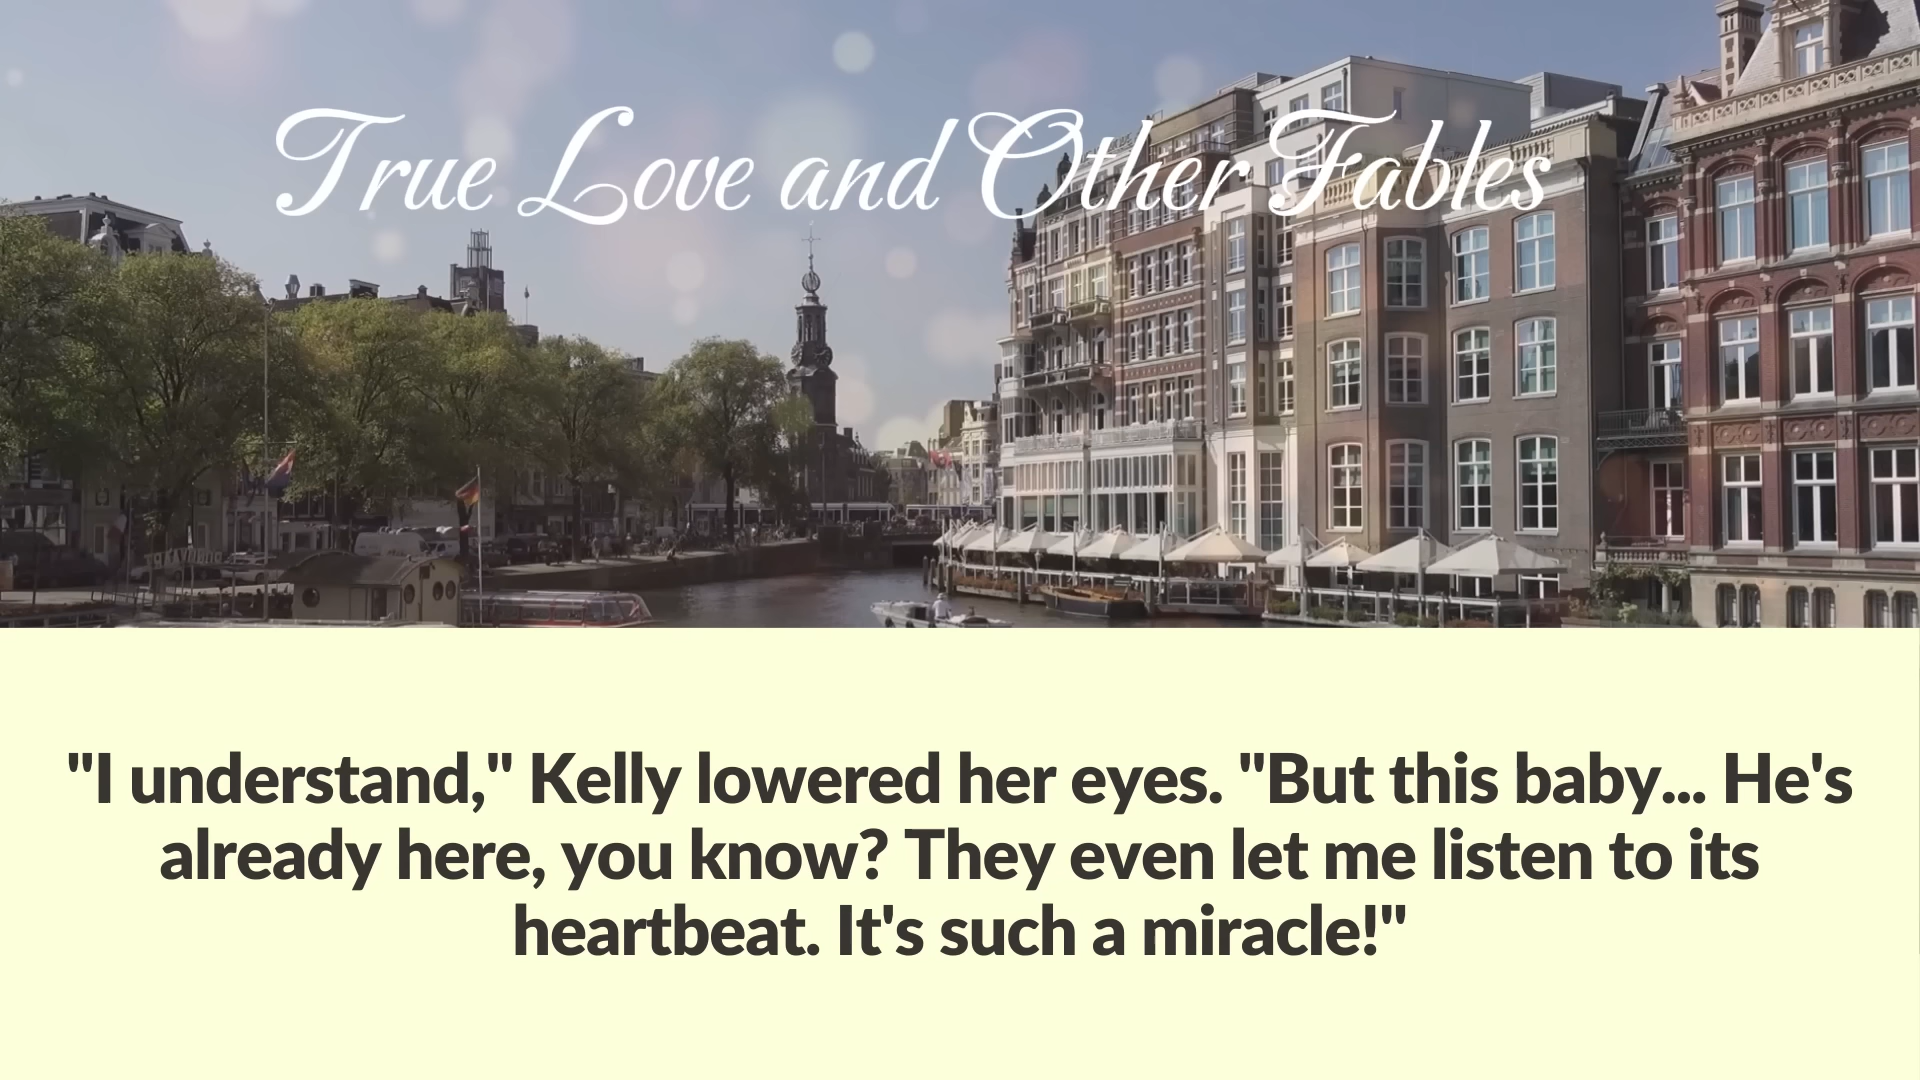 True Love and Other Fables
"I understand," Kelly lowered her eyes. "But this baby... He's
already here, you know? They even let me listen to its
heartbeat. It's such a miracle!"